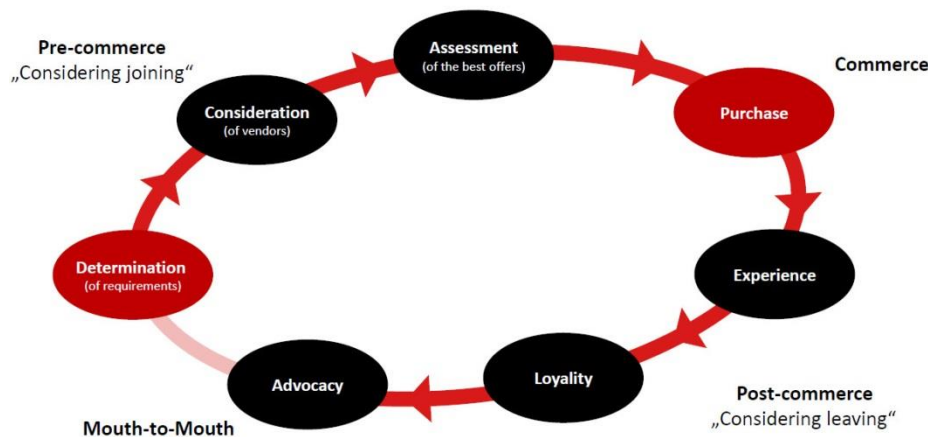 Pre-commerce
„Considering joining“
Assessment
(of the best offers)
Commerce
Consideration
(of vendors)
Purchase
Determination
(of requirements)
Experience
Advocacy
Loyality
Mouth-to-Mouth
Post-commerce
„Considering leaving“